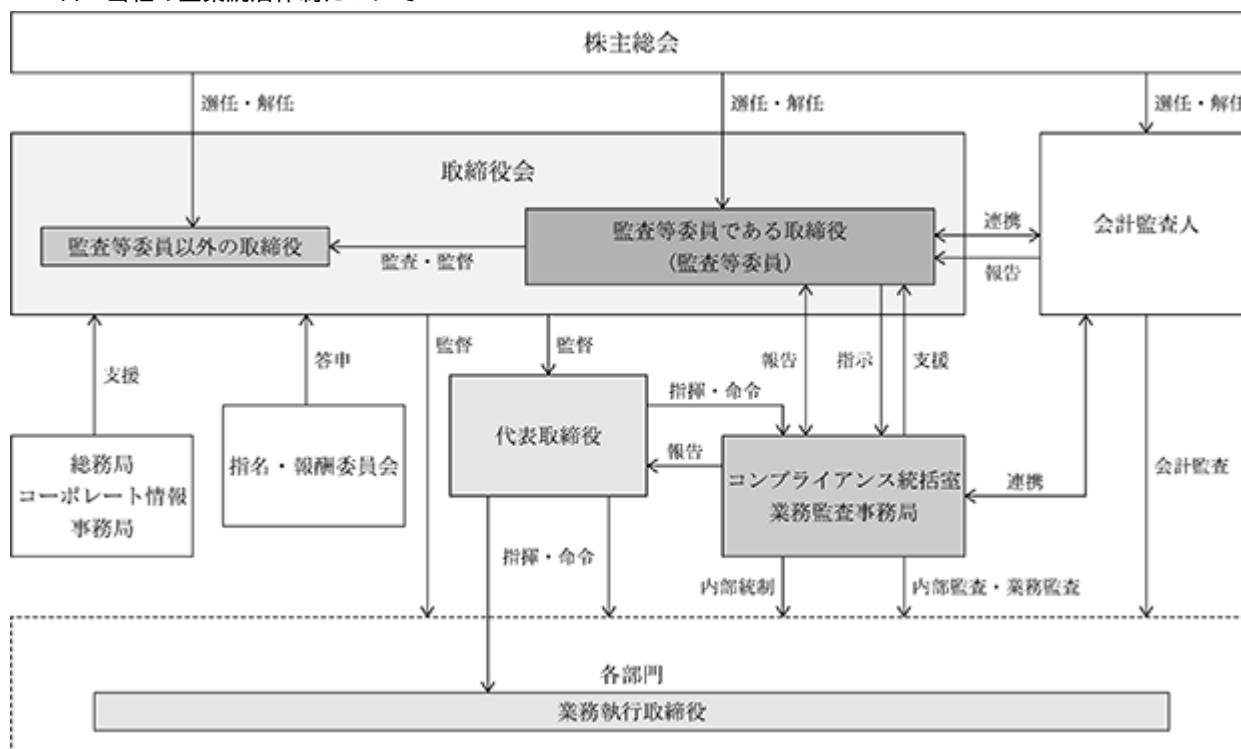 株主総会
選任・解任
選任・解任
選任・解任
取締役会
監査等委員以外の取締役
監査・監督
監査等委員である取締役
（監査等委員）
連携
報告
会計監査人
支援
答申
監督
監督
報告
指示
支援
総務局
コーポレート情報
事務局
指名・報酬委員会
代表取締役
指揮・命令
報告
コンプライアンス統括室
業務監査事務局
連携
会計監査
指揮・命令
内部統制
内部監査・業務監査
各部門
業務執行取締役